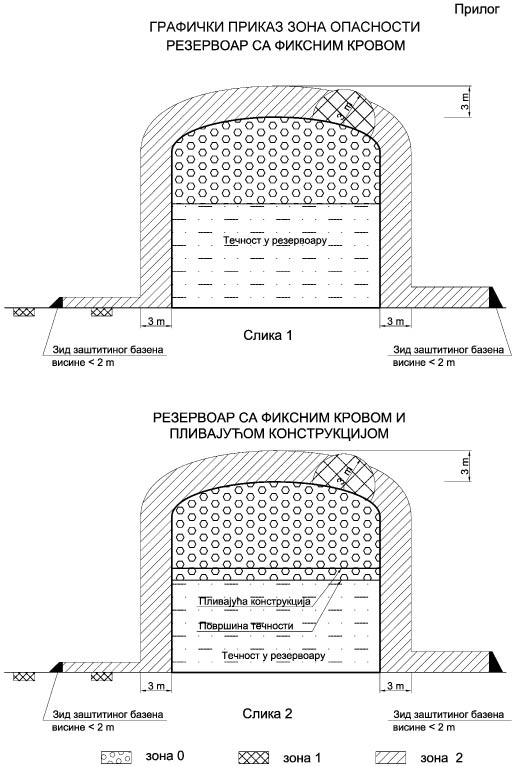 Прилог
ГРАФИЧКИ ПРИКАЗ ЗОНА ОПАСНОСТИ
РЕЗЕРВОАР СА ФИКСНИМ КРОВОМ
3 m
3 m
Течност у резервоару
3 m
3 m
Слика 1
Зид заштитиног базена
висине < 2 m
Зид заштитиног базена
висине < 2 m
РЕЗЕРВОАР СА ФИКСНИМ КРОВОМ И
ПЛИВАЈУЋОМ КОНСТРУКЦИЈОМ
3 m
3 m
Пливајућа конструкција
Површина течности
Течност у резервоару
3 m
3 m
Слика 2
Зид заштитиног базена
висине < 2 m
Зид заштитиног базена
висине < 2 m
зона 0
зона 1
зона 2